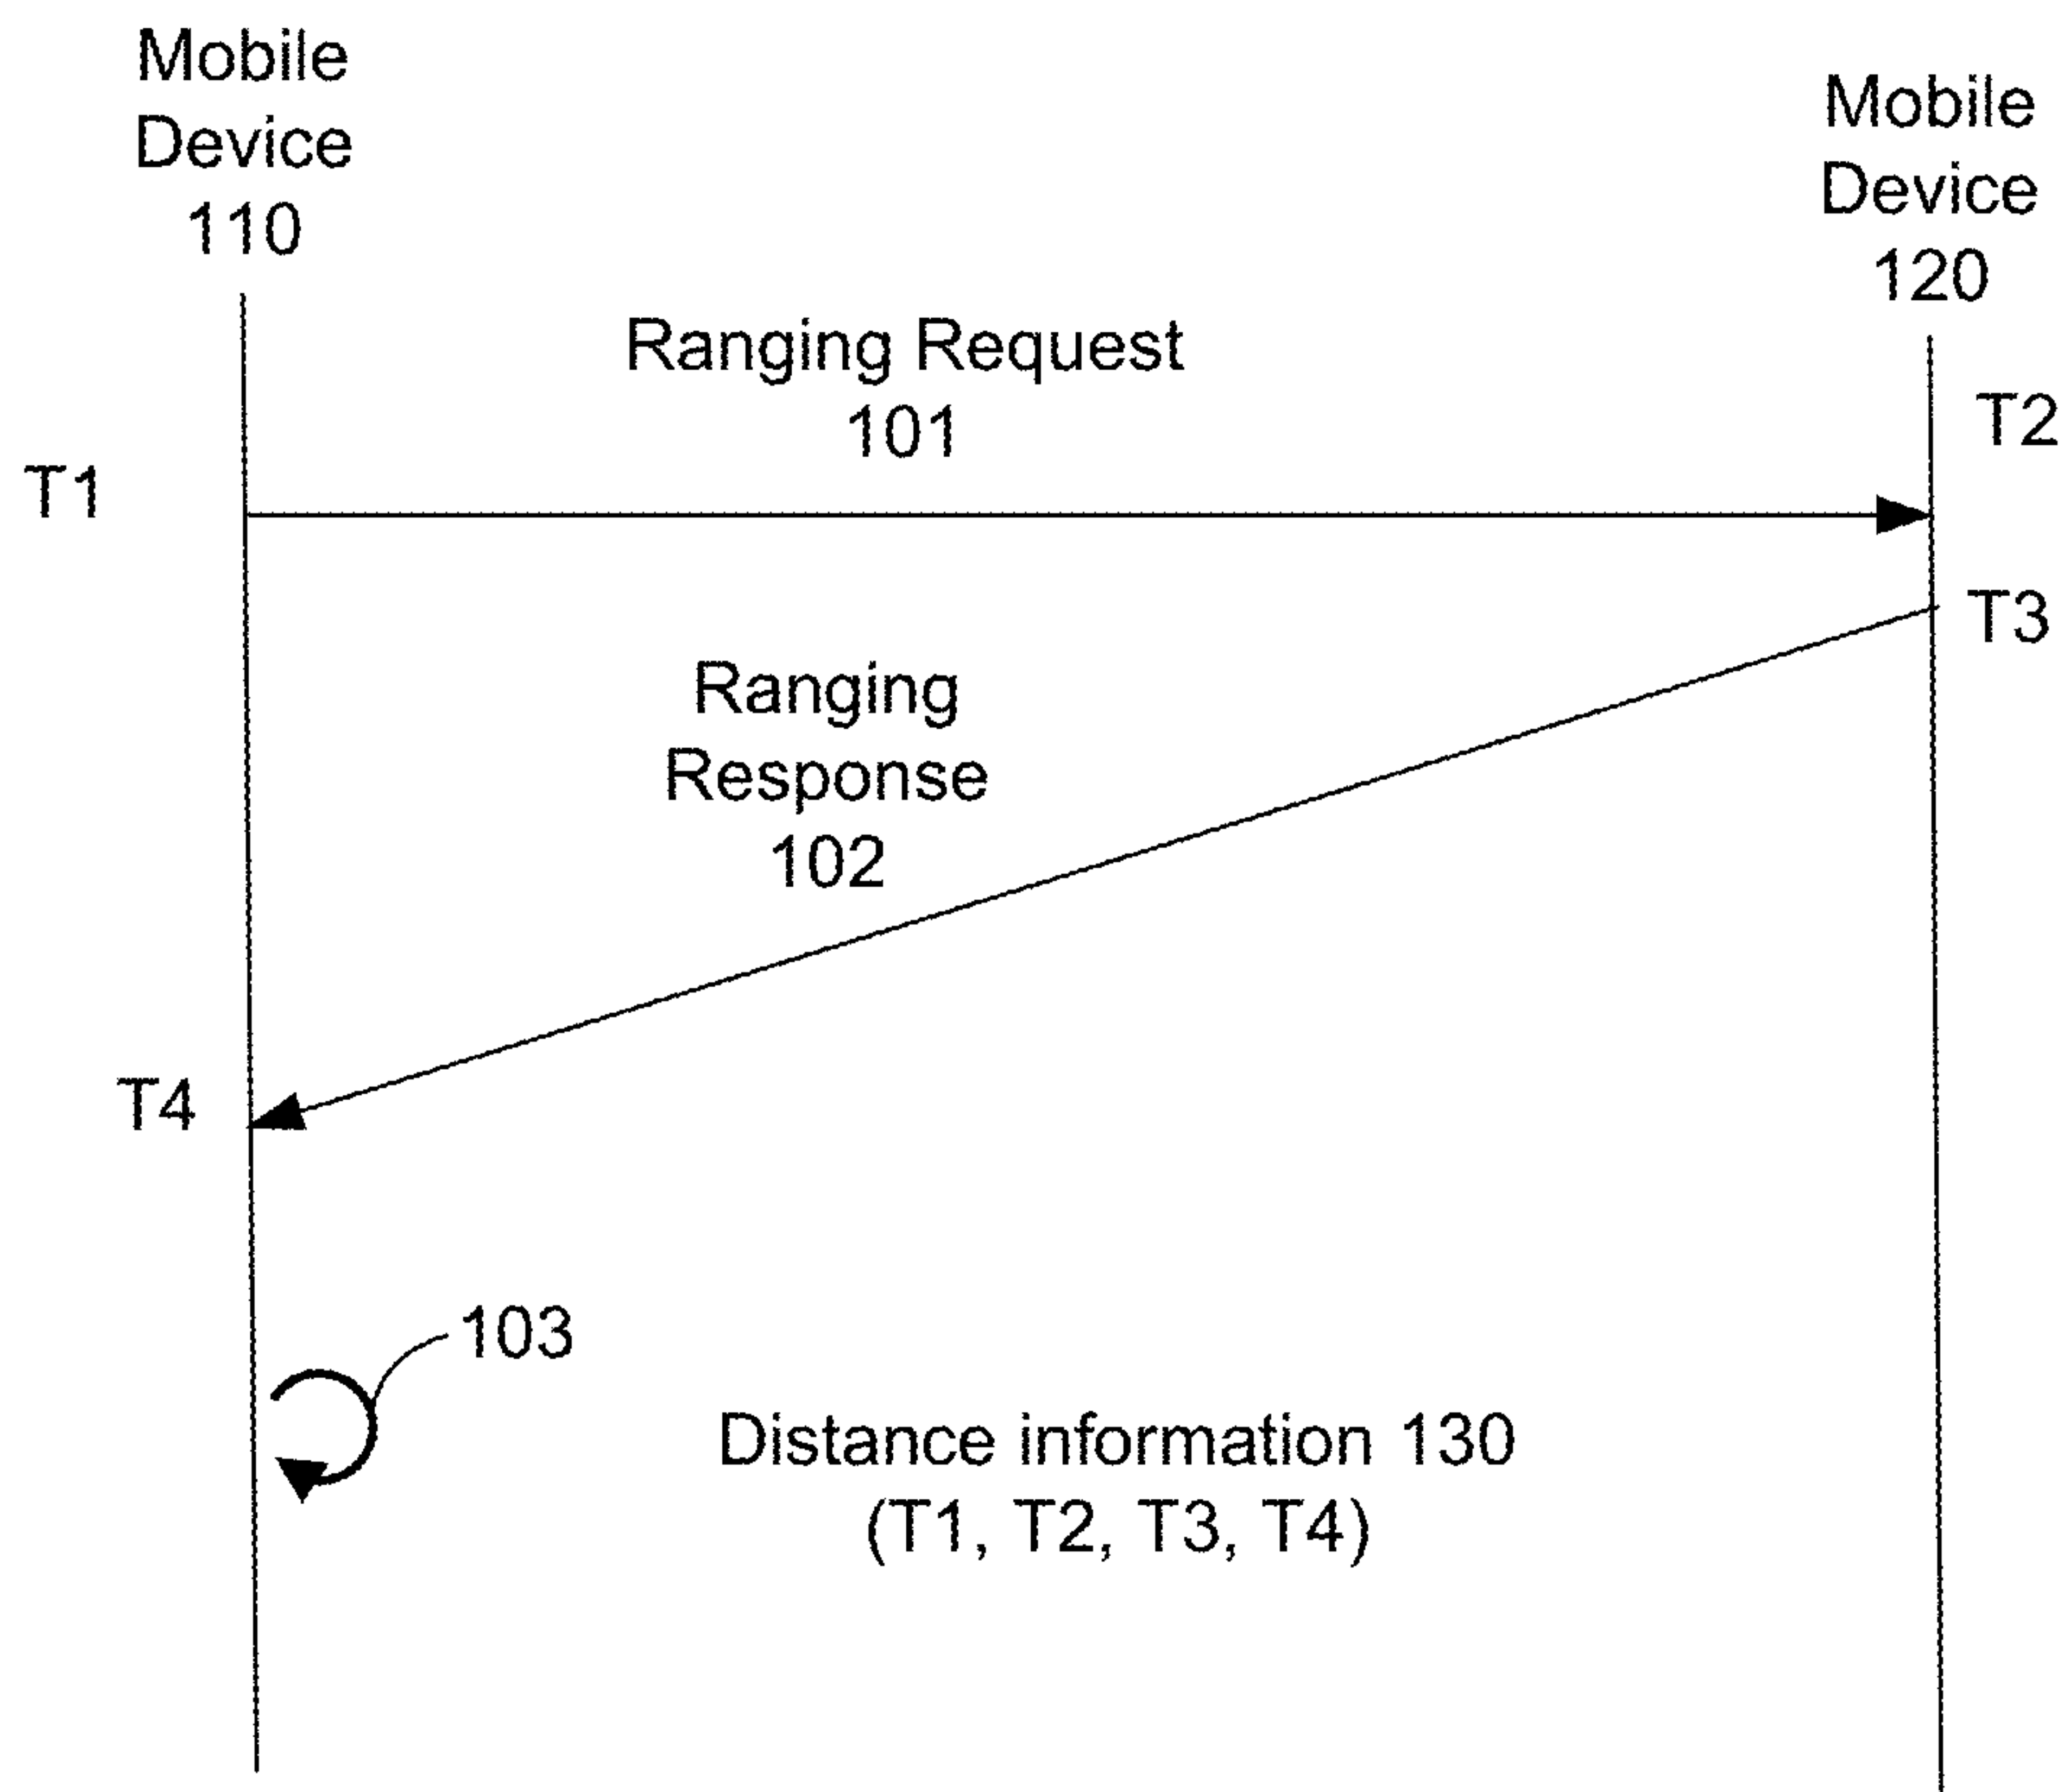 Mobile
Device
110
Mobile
Device
120
Ranging Request
101
T1
T2
T3
Ranging
Response
102
T4
103
Distance information 130
(T1, T2, T3, T4)